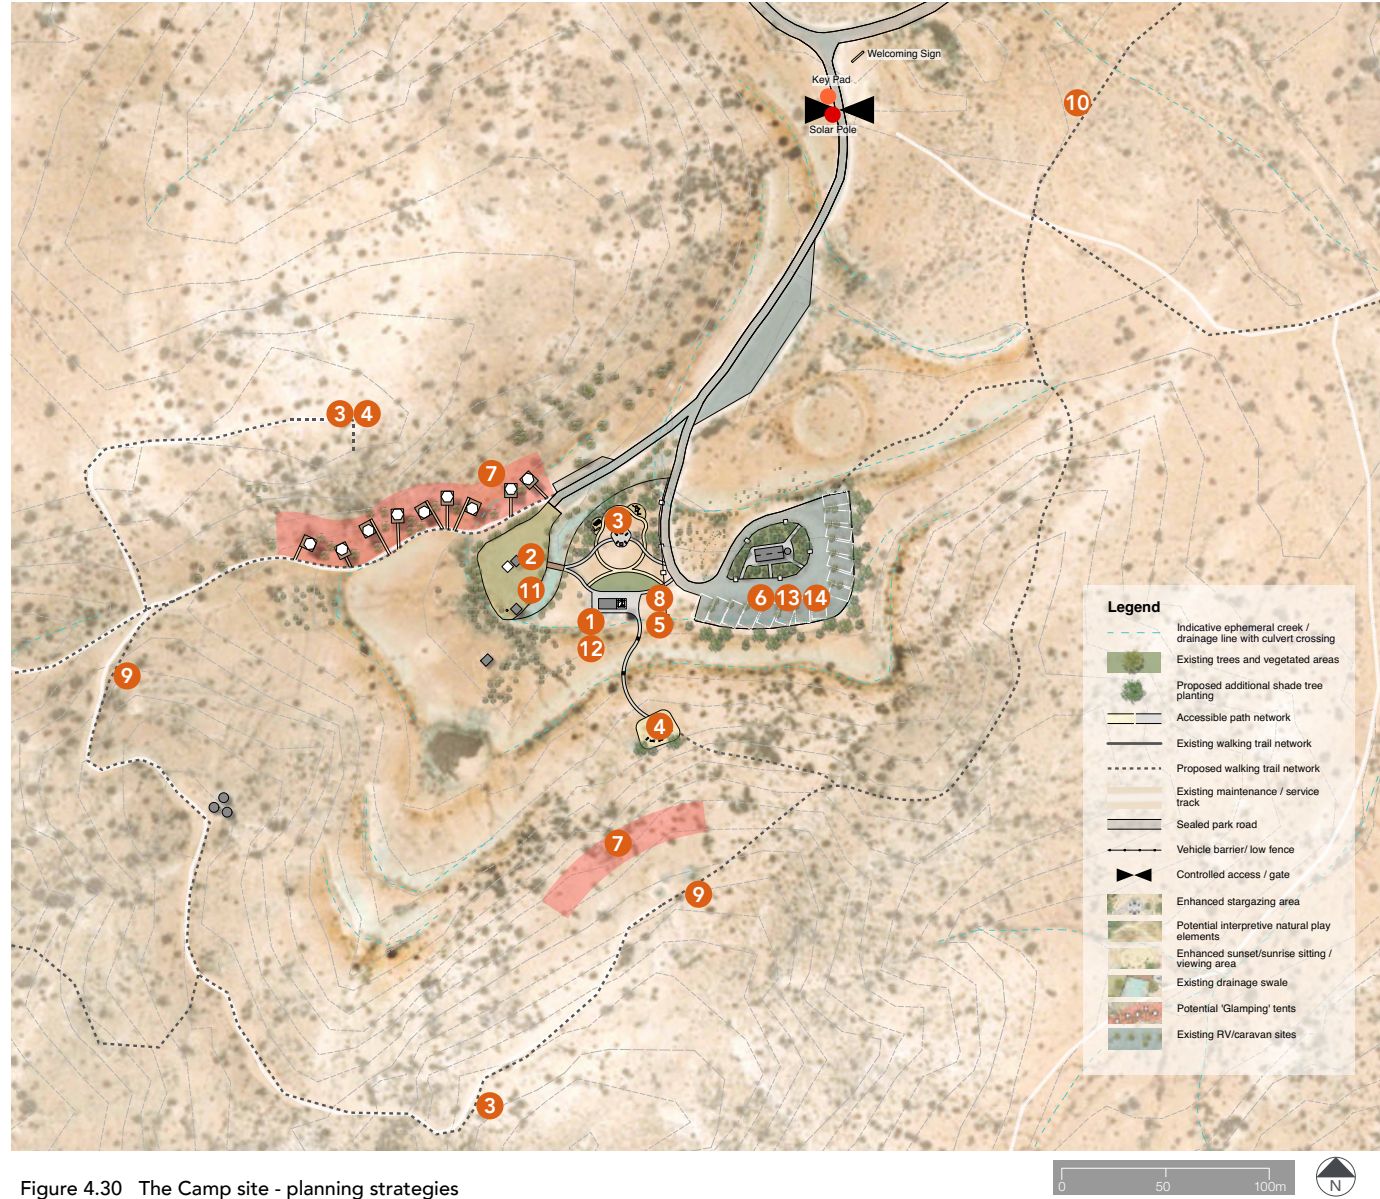 Welcoming Sign
Key Pad
Solar Pole
10
3 4
7
3
2
11
8
6 13 14
1
5
12
9
4
7
9
3
Legend
Indicative ephemeral creek /
drainage line with culvert crossing
Existing trees and vegetated areas
Proposed additional shade tree
planting
Accessible path network
Existing walking trail network
Proposed walking trail network
Existing maintenance / service
track
Sealed park road
Vehicle barrier/ low fence
Controlled access / gate
Enhanced stargazing area
Potential interpretive natural play
elements
Enhanced sunset/sunrise sitting /
viewing area
Existing drainage swale
Potential 'Glamping' tents
Existing RV/caravan sites
0 50 100m
N
Figure 4.30 The Camp site - planning strategies